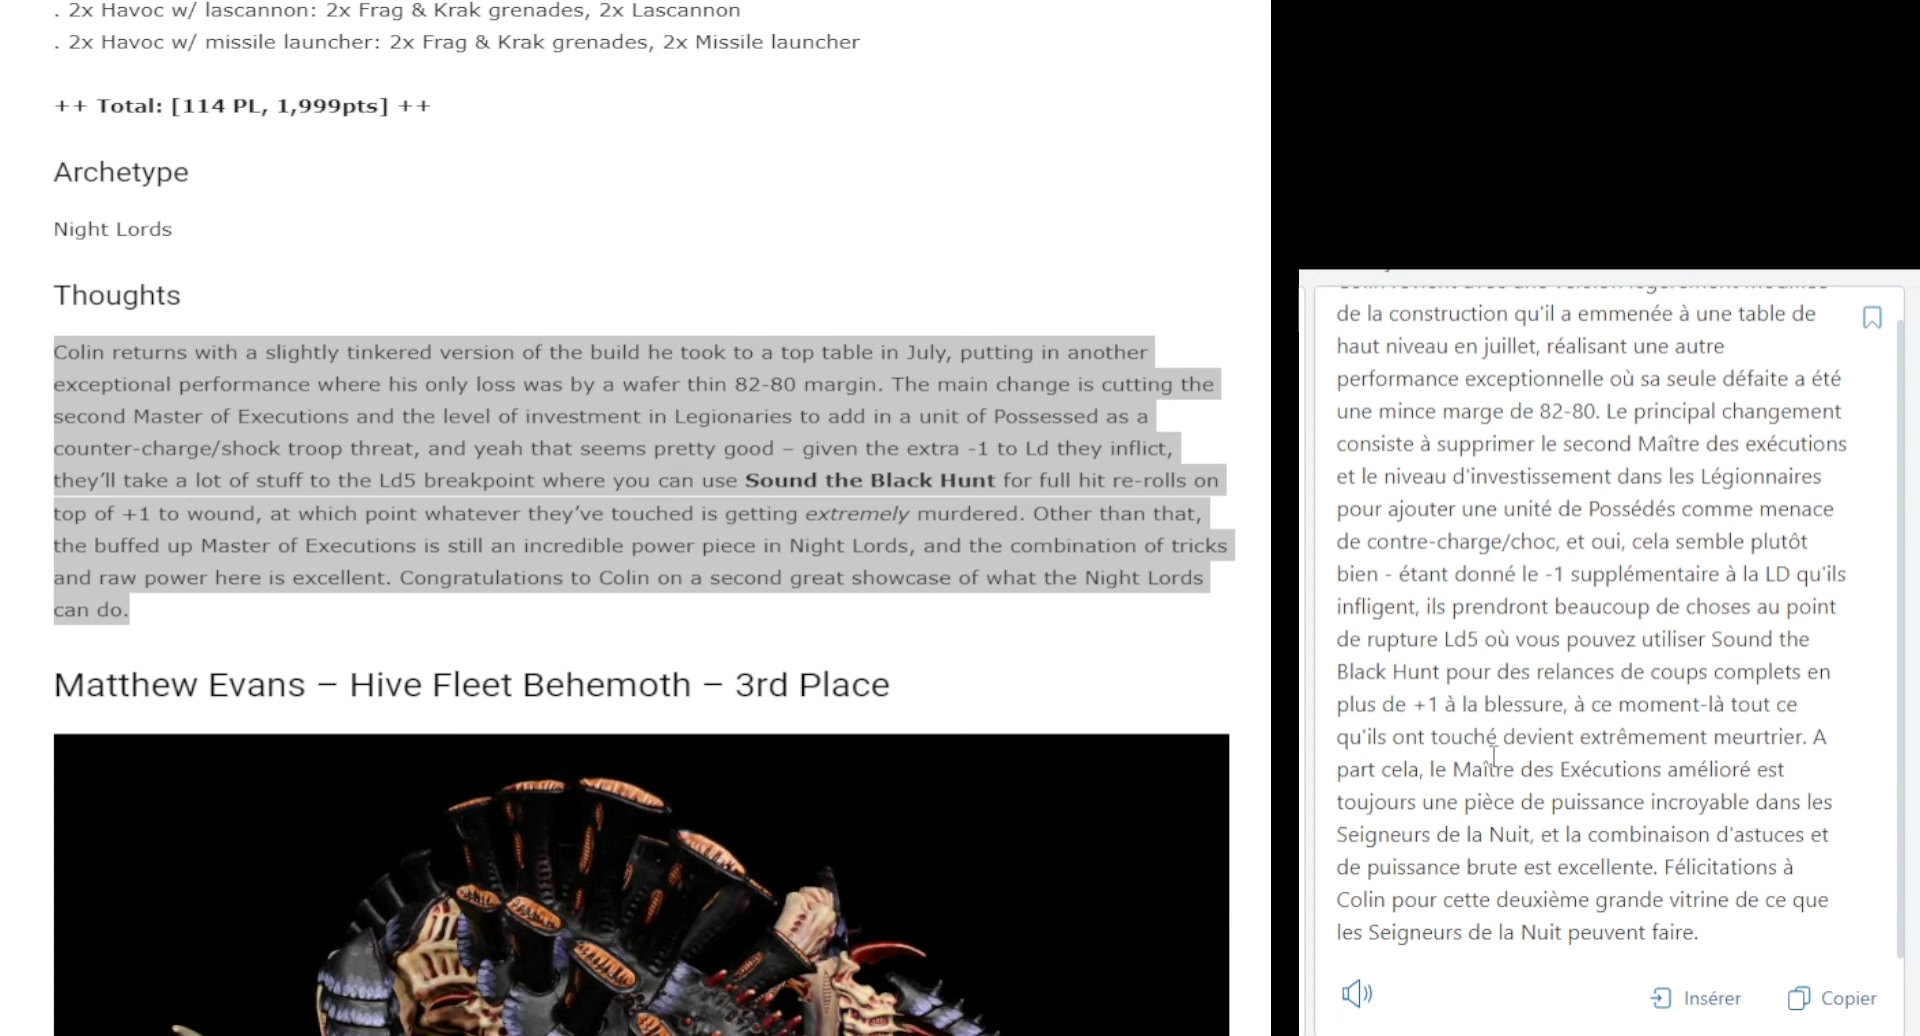 . 2x Havoc w/ lascannon: 2x Frag & Krak grenades, 2x Lascannon
. 2x Havoc w/ missile launcher: 2x Frag & Krak grenades, 2x Missile launcher
++ Total: [114 PL, 1,999pts] ++
Archetype
Night Lords
Thoughts
Colin returns with a slightly tinkered version of the build he took to a top table in July, putting in another
exceptional performance where his only loss was by a wafer thin 82-80 margin. The main change is cutting the
second Master of Executions and the level of investment in Legionaries to add in a unit of Possessed as a
counter-charge/shock troop threat, and yeah that seems pretty good – given the extra -1 to Ld they inflict,
they’ll take a lot of stuff to the Ld5 breakpoint where you can use Sound the Black Hunt for full hit re-rolls on
top of +1 to wound, at which point whatever they’ve touched is getting extremely murdered. Other than that,
the buffed up Master of Executions is still an incredible power piece in Night Lords, and the combination of tricks
and raw power here is excellent. Congratulations to Colin on a second great showcase of what the Night Lords
can do.
Matthew Evans – Hive Fleet Behemoth – 3rd Place
de la construction qu'il a emmenée à une table de
haut niveau en juillet, réalisant une autre
performance exceptionnelle où sa seule défaite a été
une mince marge de 82-80. Le principal changement
consiste à supprimer le second Maître des exécutions
et le niveau d'investissement dans les Légionnaires
pour ajouter une unité de Possédés comme menace
de contre-charge/choc, et oui, cela semble plutôt
bien - étant donné le -1 supplémentaire à la LD qu'ils
infligent, ils prendront beaucoup de choses au point
de rupture Ld5 où vous pouvez utiliser Sound the
Black Hunt pour des relances de coups complets en
plus de +1 à la blessure, à ce moment-là tout ce
qu'ils ont touché devient extrêmement meurtrier. A
part cela, le Maître des Exécutions amélioré est
toujours une pièce de puissance incroyable dans les
Seigneurs de la Nuit, et la combinaison d'astuces et
de puissance brute est excellente. Félicitations à
Colin pour cette deuxième grande vitrine de ce que
les Seigneurs de la Nuit peuvent faire.
Insérer
Copier